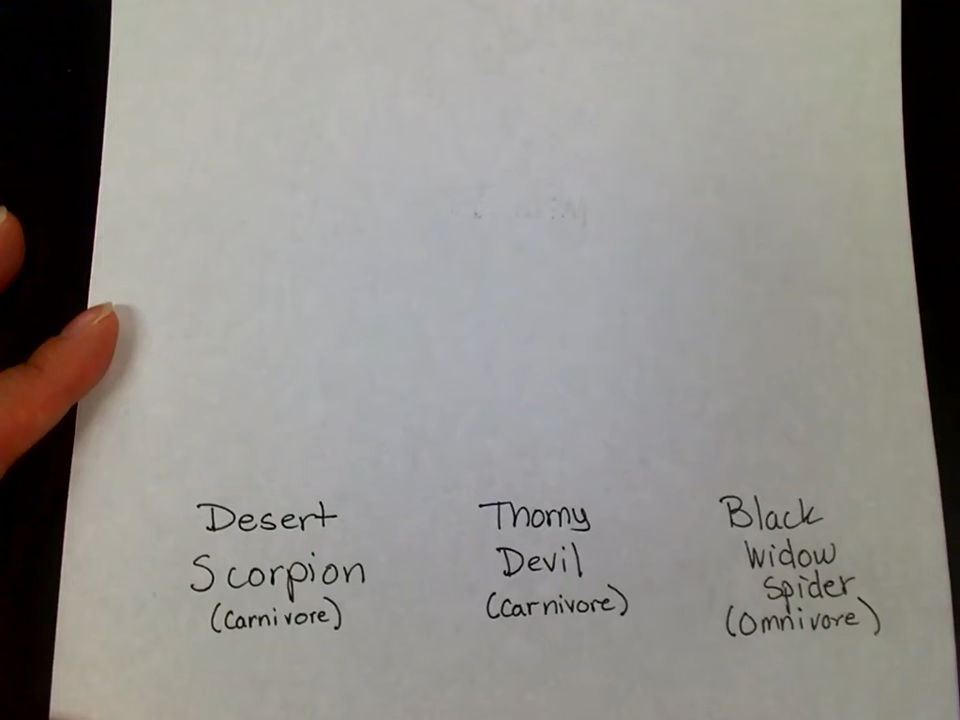 Desert
Scorpion
(Carnivore)
Thorny
Devil
(Carnivore)
Black
Widow
Spider
(Omnivore)